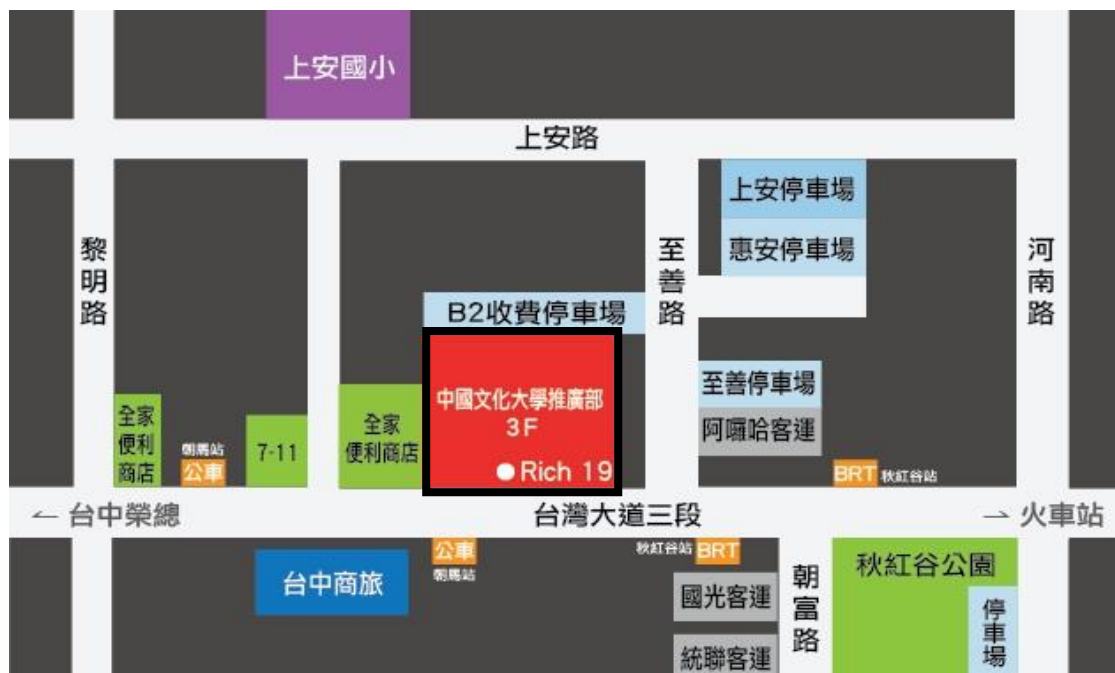 上安國小
上安路
上安停車場
惠安停車場
黎明路
至善路
河南路
B2收費停車場
中國文化大學推廣部
3F
Rich 19
至善停車場
阿囉哈客運
全家
便利
商店
朝馬站
公車
7-11
全家
便利商店
BRT 秋紅谷站
← 台中榮總
台灣大道三段
→ 火車站
公車
朝馬站
秋紅谷站 BRT
台中商旅
國光客運
統聯客運
朝富路
秋紅谷公園
停車場